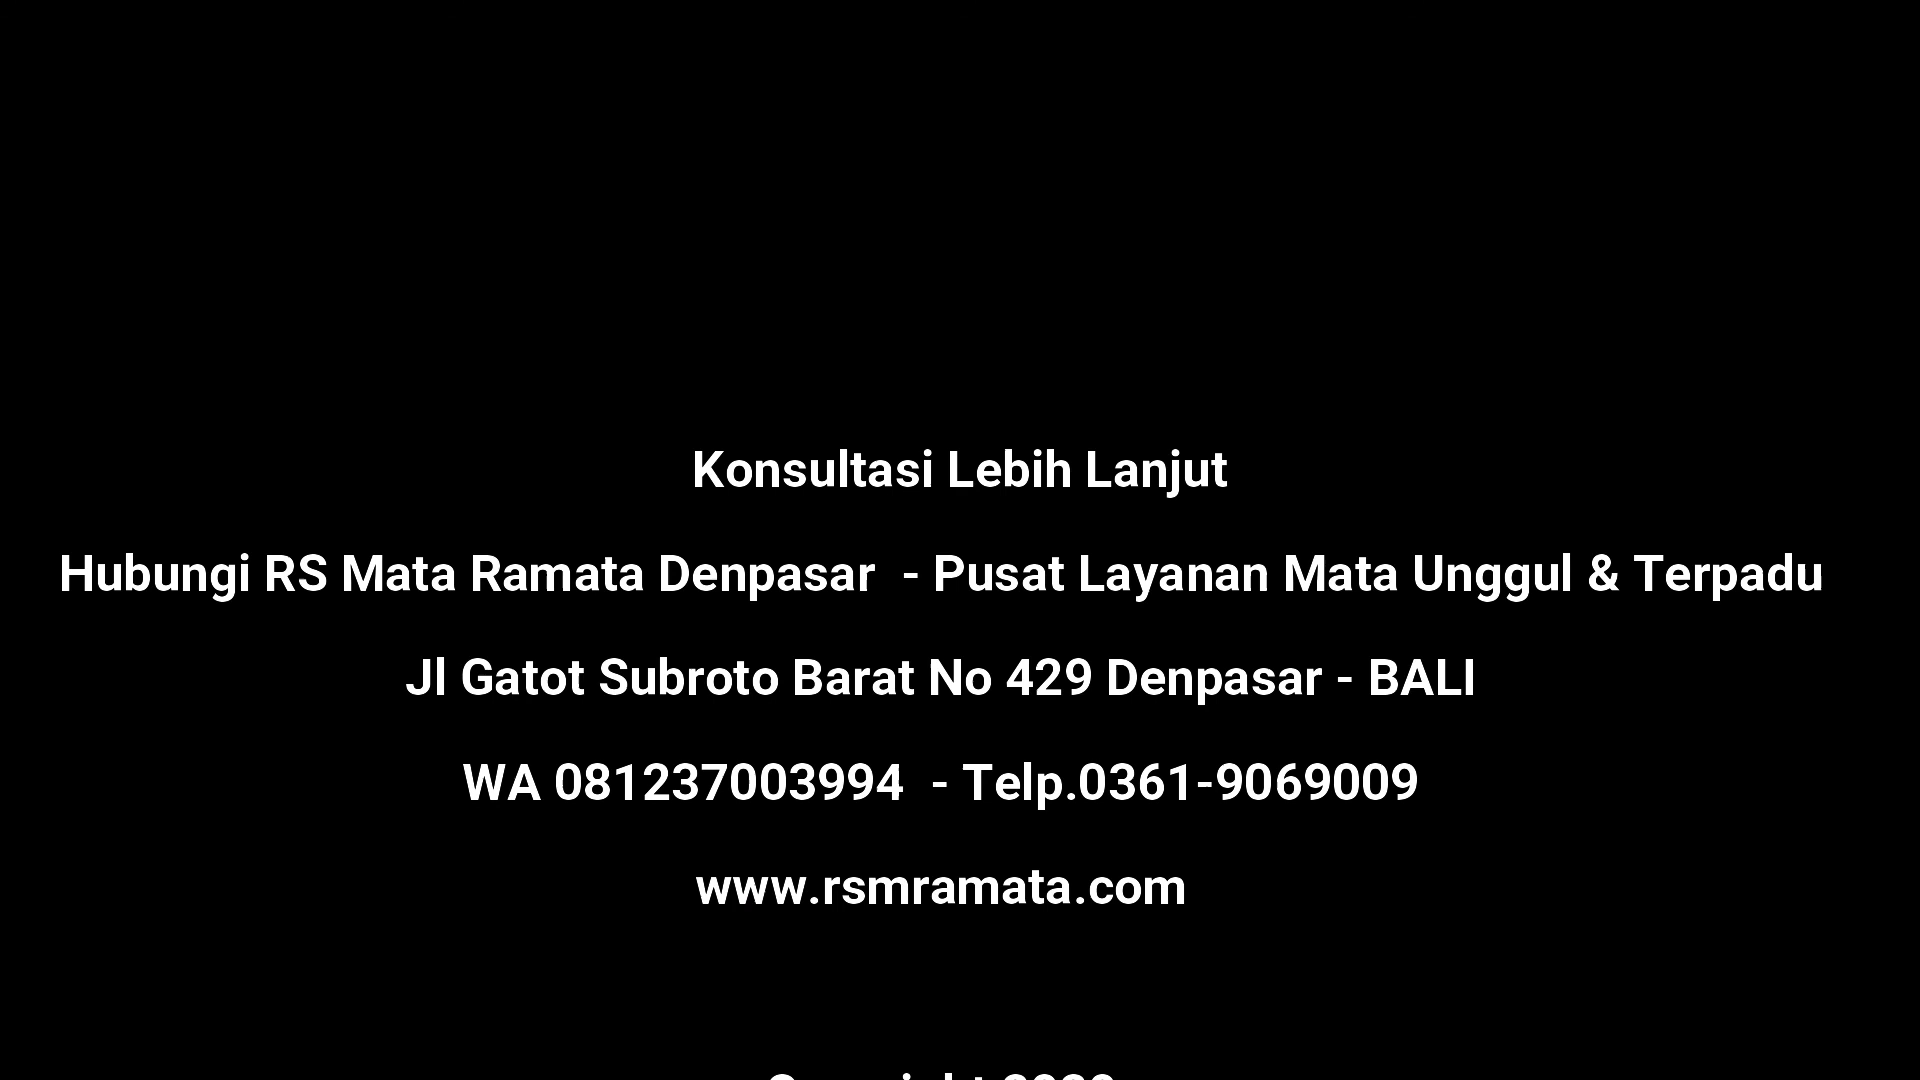 Konsultasi Lebih Lanjut
Hubungi RS Mata Ramata Denpasar  - Pusat Layanan Mata Unggul & Terpadu
Jl Gatot Subroto Barat No 429 Denpasar - BALI
WA 081237003994  - Telp.0361-9069009
www.rsmramata.com